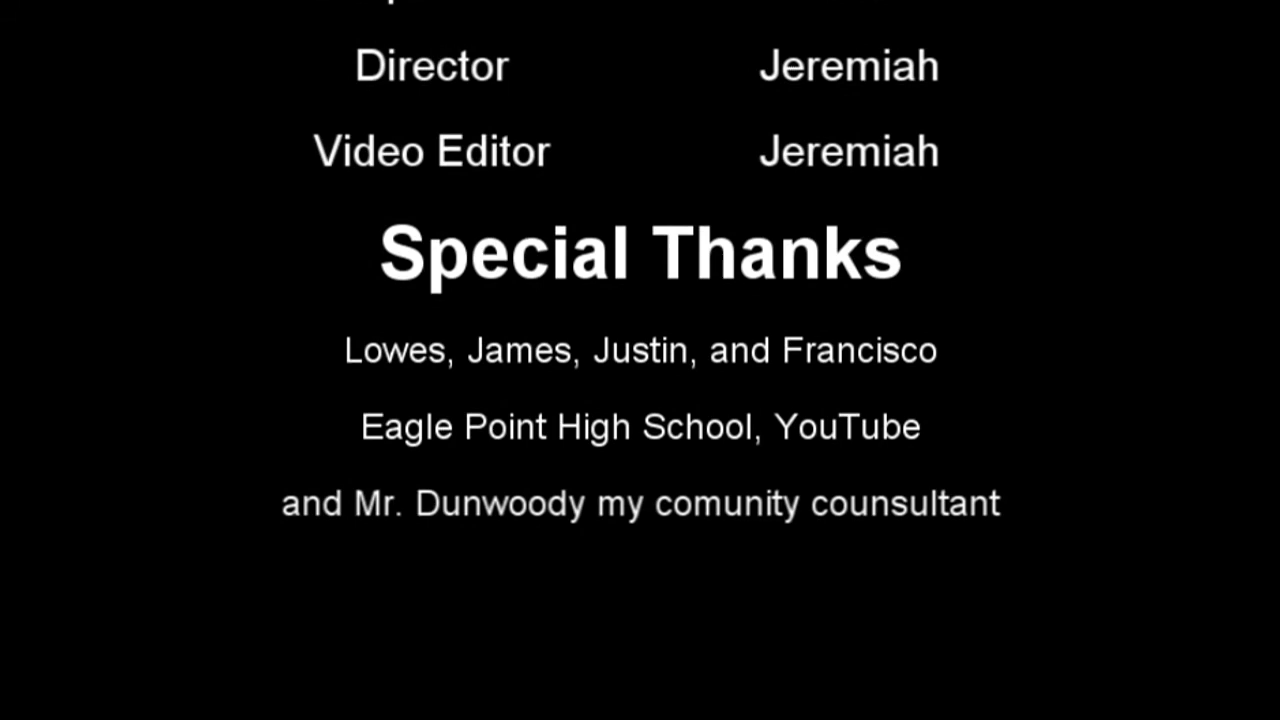 Director Jeremiah
Video Editor Jeremiah
Special Thanks
Lowes, James, Justin, and Francisco
Eagle Point High School, YouTube
and Mr. Dunwoody my comunity counsultant